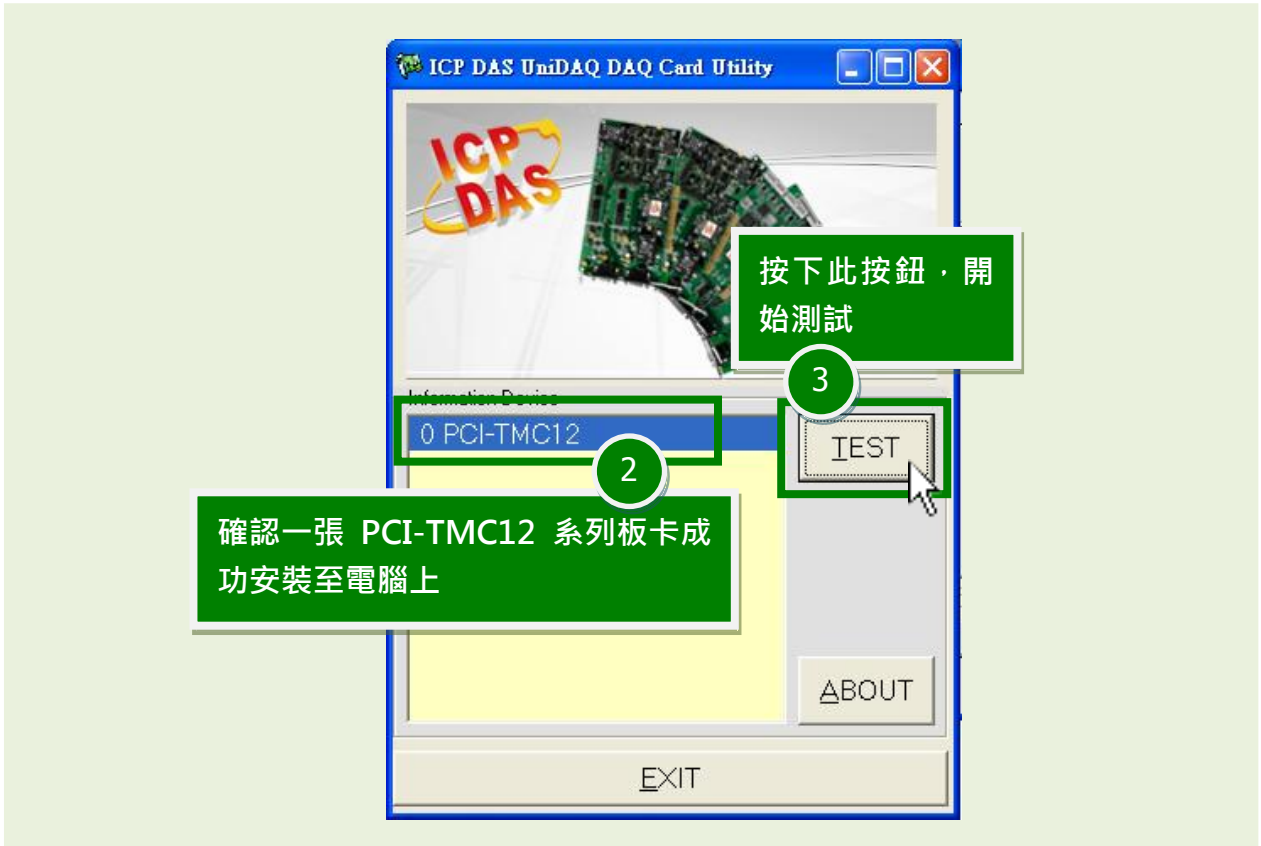 ICP DAS UniDAQ DAQ Card Utility
ICP
DAS
按下此按鈕，開
始測試
3
Information Device
0 PCI-TMC12
TEST
2
確認一張 PCI-TMC12 系列板卡成
功安裝至電腦上
ABOUT
EXIT